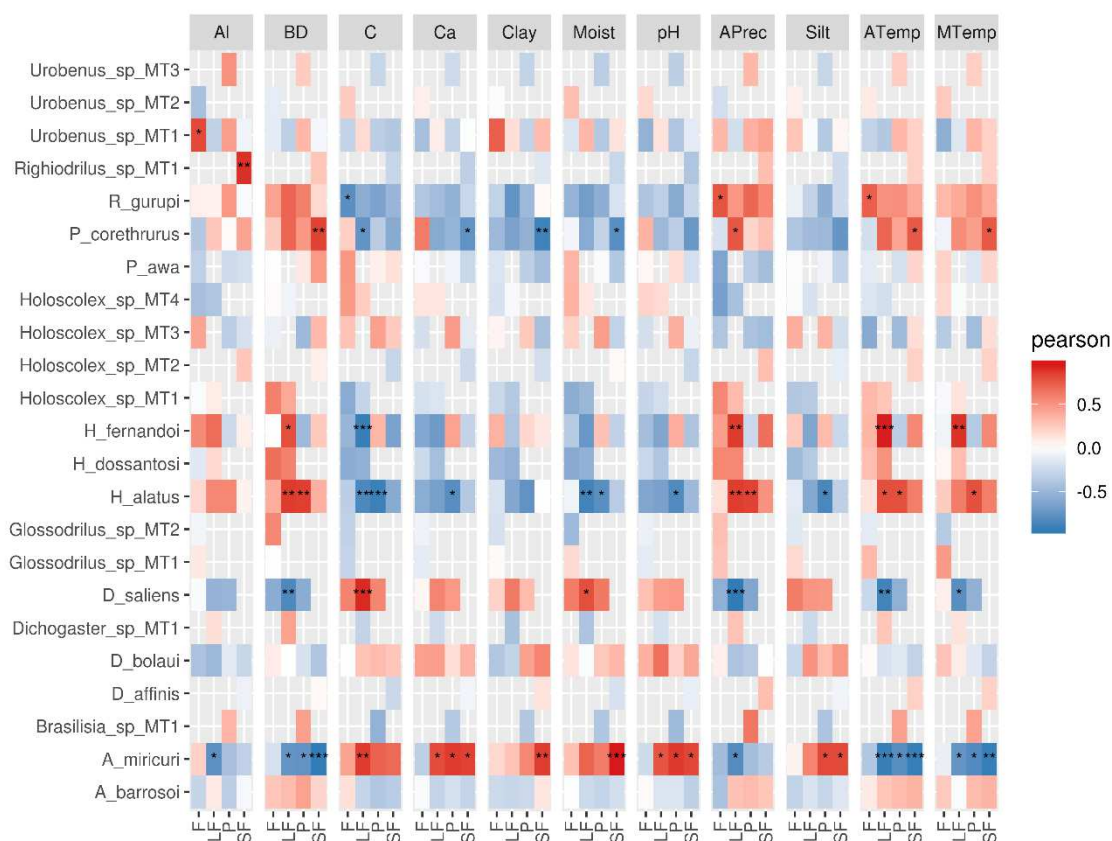 Al BD C Ca Clay Moist pH APrec Silt ATemp MTemp
Urobenus_sp_MT3
Urobenus_sp_MT2
Urobenus_sp_MT1 *
Righiodrilus_sp_MT1 **
R_gurupi * * *
P_corethrurus ** * * ** * * * *
P_awa
Holoscolex_sp_MT4
Holoscolex_sp_MT3
Holoscolex_sp_MT2
Holoscolex_sp_MT1
H_fernandoi * *** ** *** **
H_dossantosi
H_alatus ** ** *** *** * ** * * ** ** * * * *
Glossodrilus_sp_MT2
Glossodrilus_sp_MT1
D_saliens ** *** * *** ** *
Dichogaster_sp_MT1
D_bolaui
D_affinis
Brasilisia_sp_MT1
A_miricuri * * * *** ** * * * ** *** * * * * * * *** * *** * * **
A_barrosoi
F LF P SF F LF P SF F LF P SF F LF P SF F LF P SF F LF P SF F LF P SF F LF P SF F LF P SF F LF P SF F LF P SF
pearson
0.5
0.0
-0.5